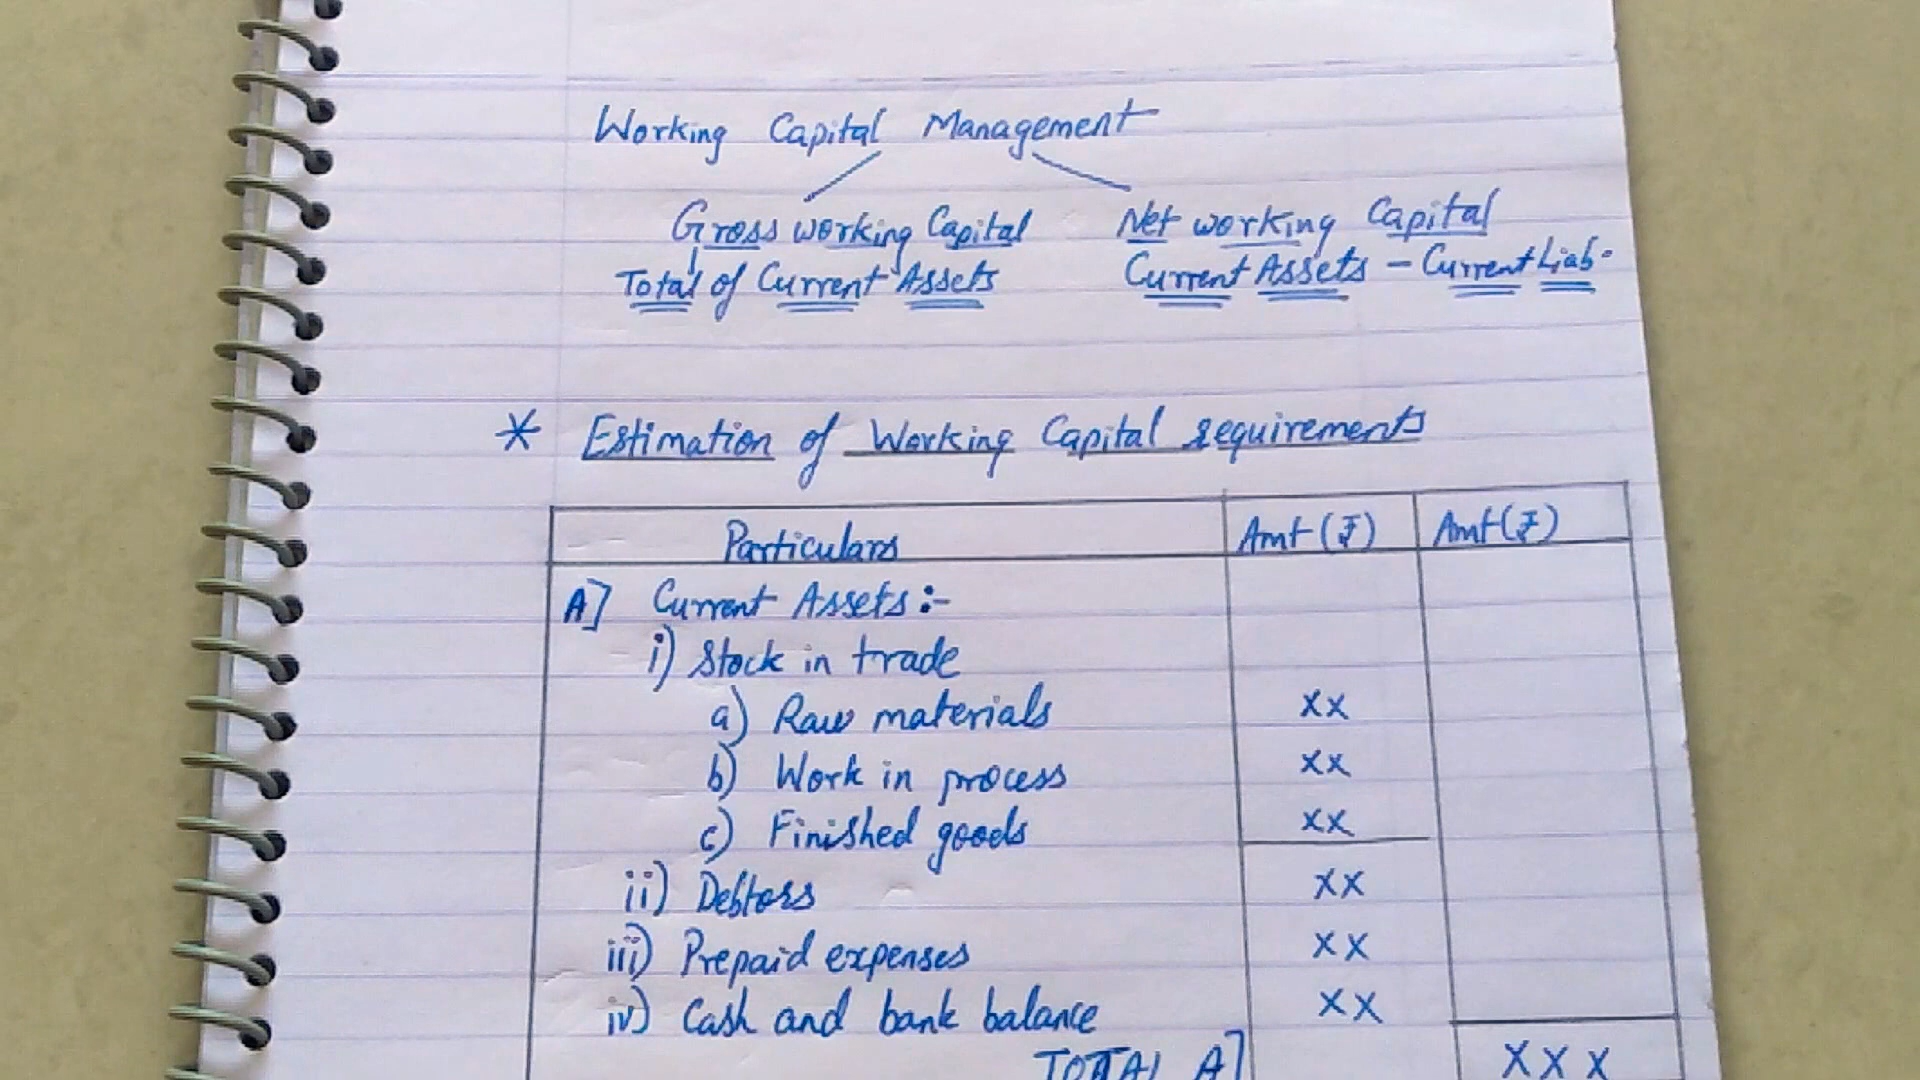 Working Capital Management
Gross working Capital Net working Capital
Total of Current Assets Current Assets - Current Liab.
* Estimation of Working Capital requirements
Particulars Amt (₹) Amt (₹)
A] Current Assets :-
i) Stock in trade
a) Raw materials XX
b) Work in process XX
c) Finished goods XX
ii) Debtors XX
iii) Prepaid expenses XX
iv) Cash and bank balance XX
TOTAL A] XXX